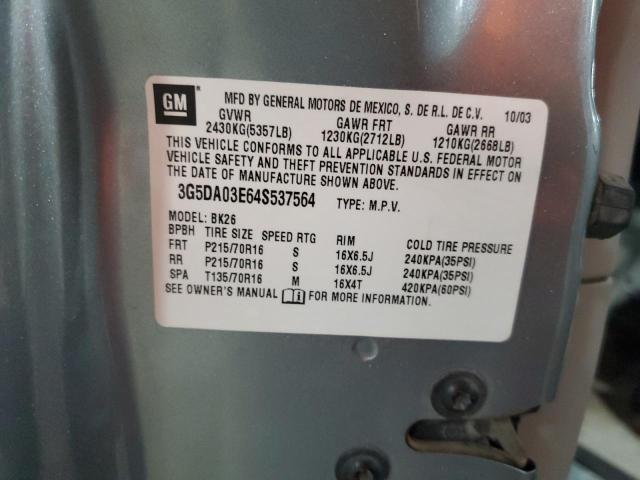 GM MFD BY GENERAL MOTORS DE MEXICO, S. DE R.L. DE C.V. 10/03
GVWR GAWR FRT GAWR RR
2430KG(5357LB) 1230KG(2712LB) 1210KG(2668LB)
THIS VEHICLE CONFORMS TO ALL APPLICABLE U.S. FEDERAL MOTOR
VEHICLE SAFETY AND THEFT PREVENTION STANDARDS IN EFFECT ON
THE DATE OF MANUFACTURE SHOWN ABOVE.
3G5DA03E64S537564 TYPE: M.P.V.
MODEL: BK26
BPBH TIRE SIZE SPEED RTG RIM COLD TIRE PRESSURE
FRT P215/70R16 S 16X6.5J 240KPA(35PSI)
RR P215/70R16 S 16X6.5J 240KPA(35PSI)
SPA T135/70R16 M 16X4T 420KPA(60PSI)
SEE OWNER'S MANUAL FOR MORE INFORMATION.